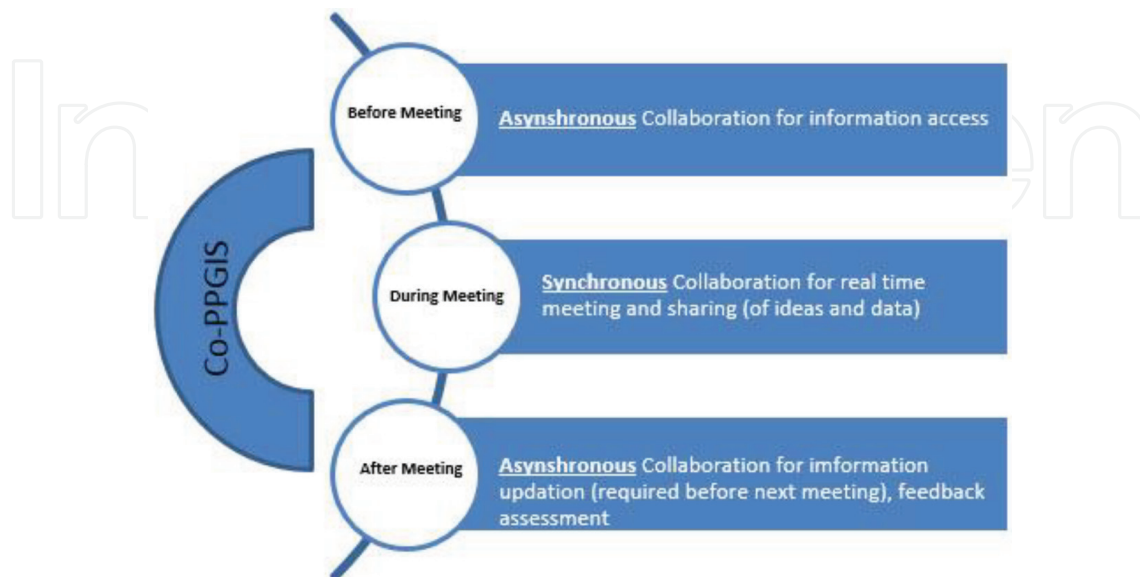 Before Meeting
Asynshronous Collaboration for information access
Co-PPGIS
During Meeting
Synchronous Collaboration for real time
meeting and sharing (of ideas and data)
After Meeting
Asynshronous Collaboration for imformation
updation (required before next meeting), feedback
assessment